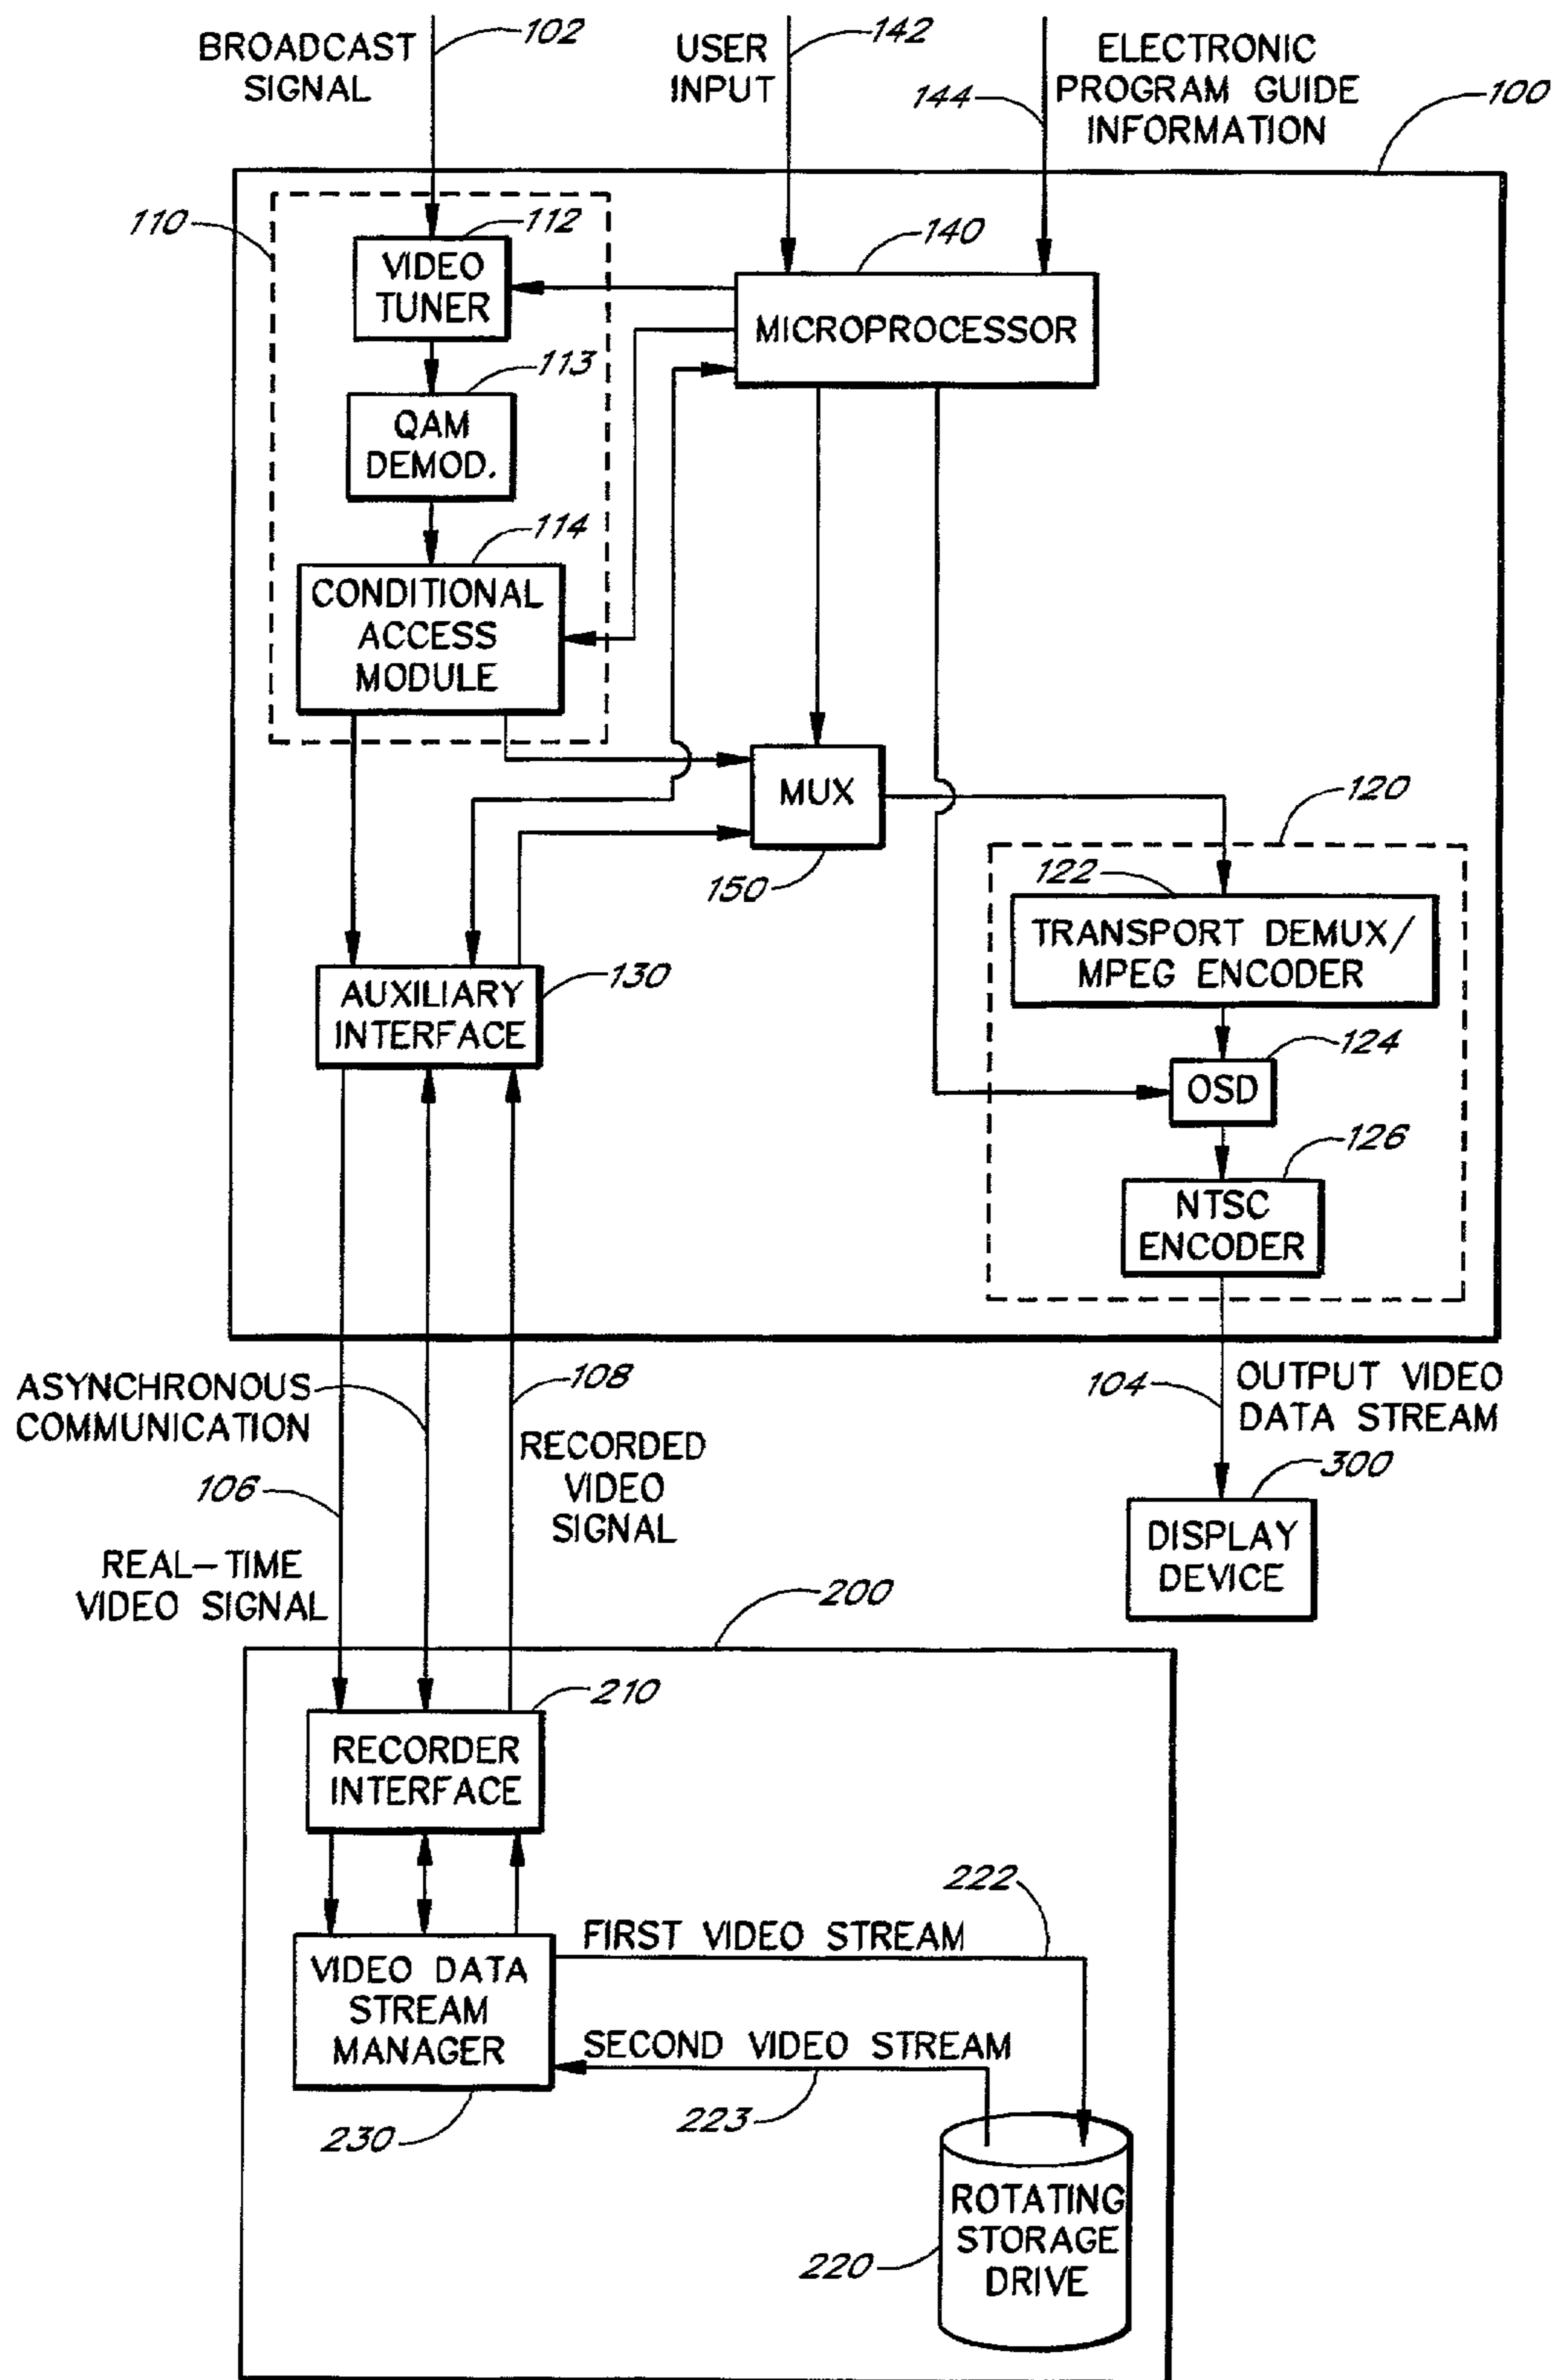 BROADCAST
SIGNAL
102
USER
INPUT
142
144
ELECTRONIC
PROGRAM GUIDE
INFORMATION
100
110
112
VIDEO
TUNER
140
MICROPROCESSOR
113
QAM
DEMOD.
114
CONDITIONAL
ACCESS
MODULE
MUX
150
120
122
TRANSPORT DEMUX/
MPEG ENCODER
130
AUXILIARY
INTERFACE
124
OSD
126
NTSC
ENCODER
ASYNCHRONOUS
COMMUNICATION
108
RECORDED
VIDEO
SIGNAL
106
REAL-TIME
VIDEO SIGNAL
104
OUTPUT VIDEO
DATA STREAM
300
DISPLAY
DEVICE
200
210
RECORDER
INTERFACE
222
FIRST VIDEO STREAM
VIDEO DATA
STREAM
MANAGER
SECOND VIDEO STREAM
223
230
ROTATING
STORAGE
DRIVE
220